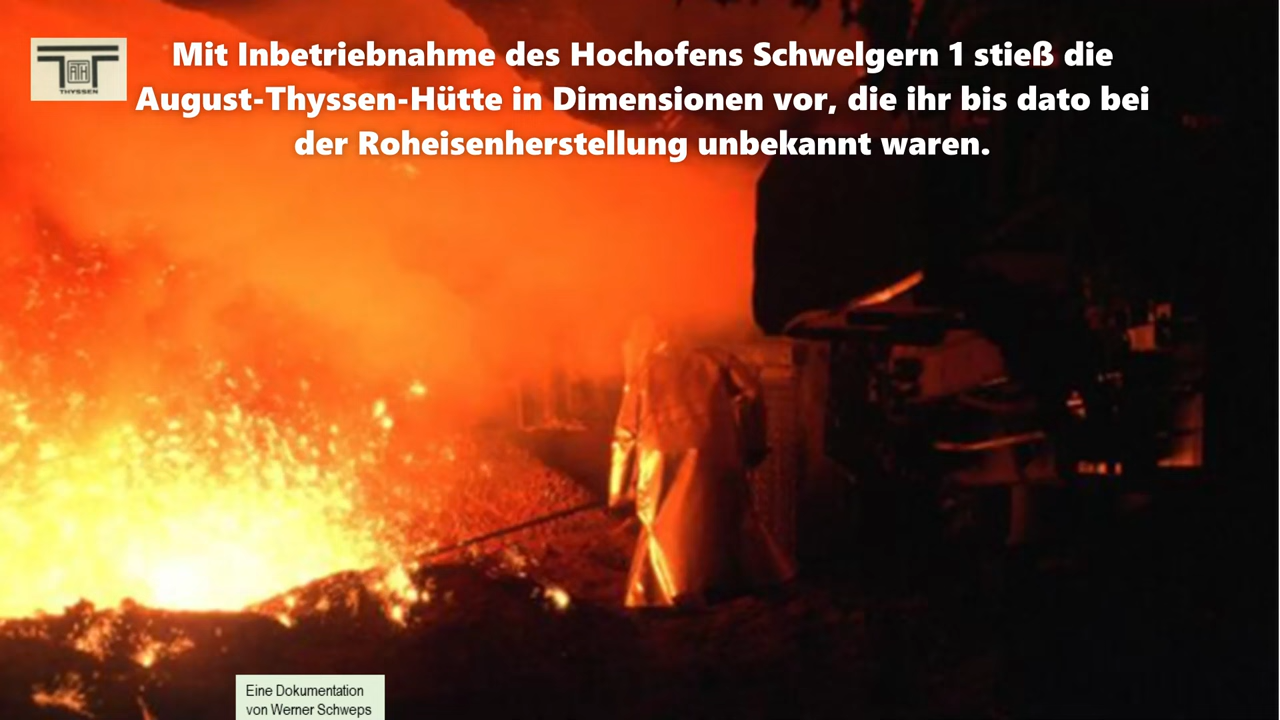 ATH
THYSSEN
Mit Inbetriebnahme des Hochofens Schwelgern 1 stieß die
August-Thyssen-Hütte in Dimensionen vor, die ihr bis dato bei
der Roheisenherstellung unbekannt waren.
Eine Dokumentation
von Werner Schweps